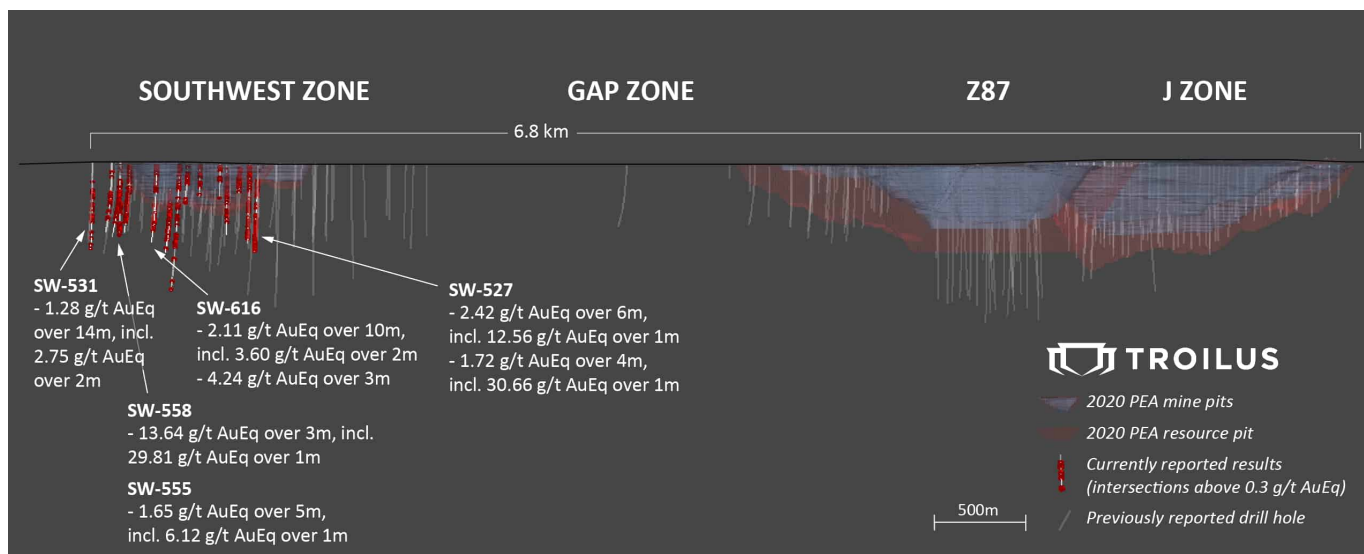 SOUTHWEST ZONE
GAP ZONE
Z87
J ZONE
6.8 km
SW-531
- 1.28 g/t AuEq
over 14m, incl.
2.75 g/t AuEq
over 2m
SW-616
- 2.11 g/t AuEq over 10m,
incl. 3.60 g/t AuEq over 2m
- 4.24 g/t AuEq over 3m
SW-527
- 2.42 g/t AuEq over 6m,
incl. 12.56 g/t AuEq over 1m
- 1.72 g/t AuEq over 4m,
incl. 30.66 g/t AuEq over 1m
SW-558
- 13.64 g/t AuEq over 3m, incl.
29.81 g/t AuEq over 1m
SW-555
- 1.65 g/t AuEq over 5m,
incl. 6.12 g/t AuEq over 1m
TROILUS
2020 PEA mine pits
2020 PEA resource pit
Currently reported results
(intersections above 0.3 g/t AuEq)
Previously reported drill hole
500m